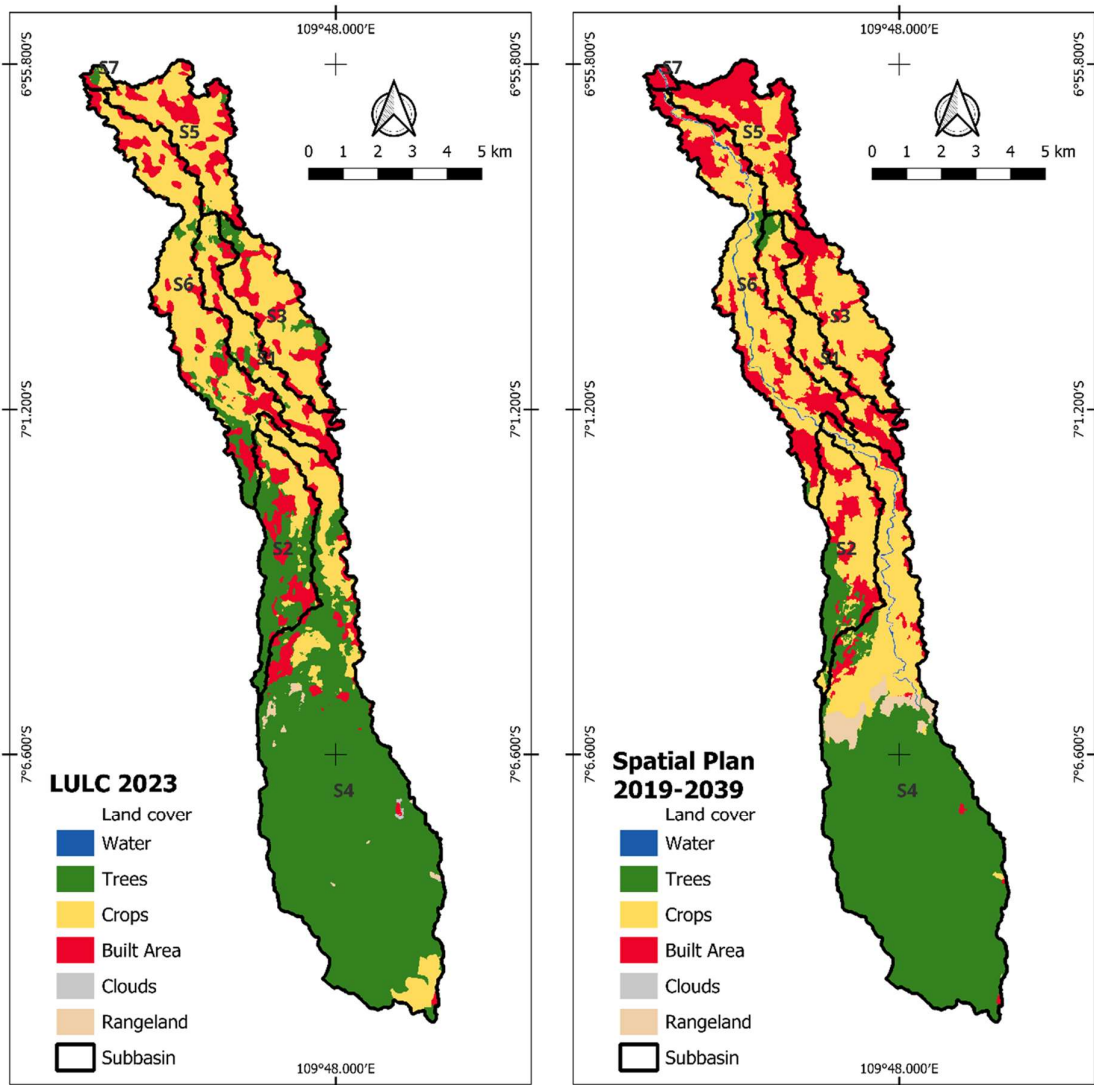 109°48.000'E
6°55.800'S
6°55.800'S
S7
S5
0 1 2 3 4 5 km
S6
S3
S1
7°1.200'S
7°1.200'S
S2
7°6.600'S
7°6.600'S
S4
LULC 2023
Land cover
Water
Trees
Crops
Built Area
Clouds
Rangeland
Subbasin
109°48.000'E
109°48.000'E
6°55.800'S
6°55.800'S
S7
S5
0 1 2 3 4 5 km
S6
S3
S1
7°1.200'S
7°1.200'S
S2
7°6.600'S
7°6.600'S
Spatial Plan
2019-2039
S4
Land cover
Water
Trees
Crops
Built Area
Clouds
Rangeland
Subbasin
109°48.000'E